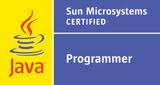 Sun Microsystems
CERTIFIED
Programmer
Java